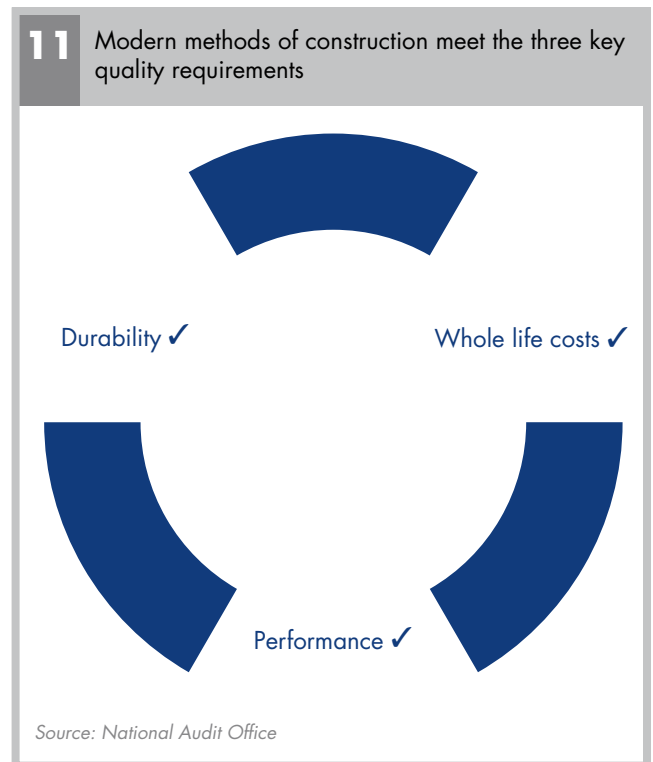 11
Modern methods of construction meet the three key
quality requirements
Durability ✓
Whole life costs ✓
Performance ✓
Source: National Audit Office